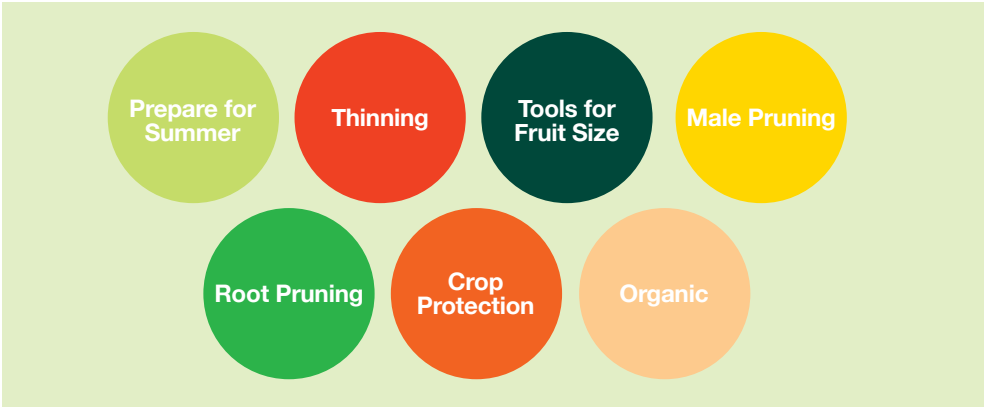 Prepare for
Summer
Thinning
Tools for
Fruit Size
Male Pruning
Root Pruning
Crop
Protection
Organic